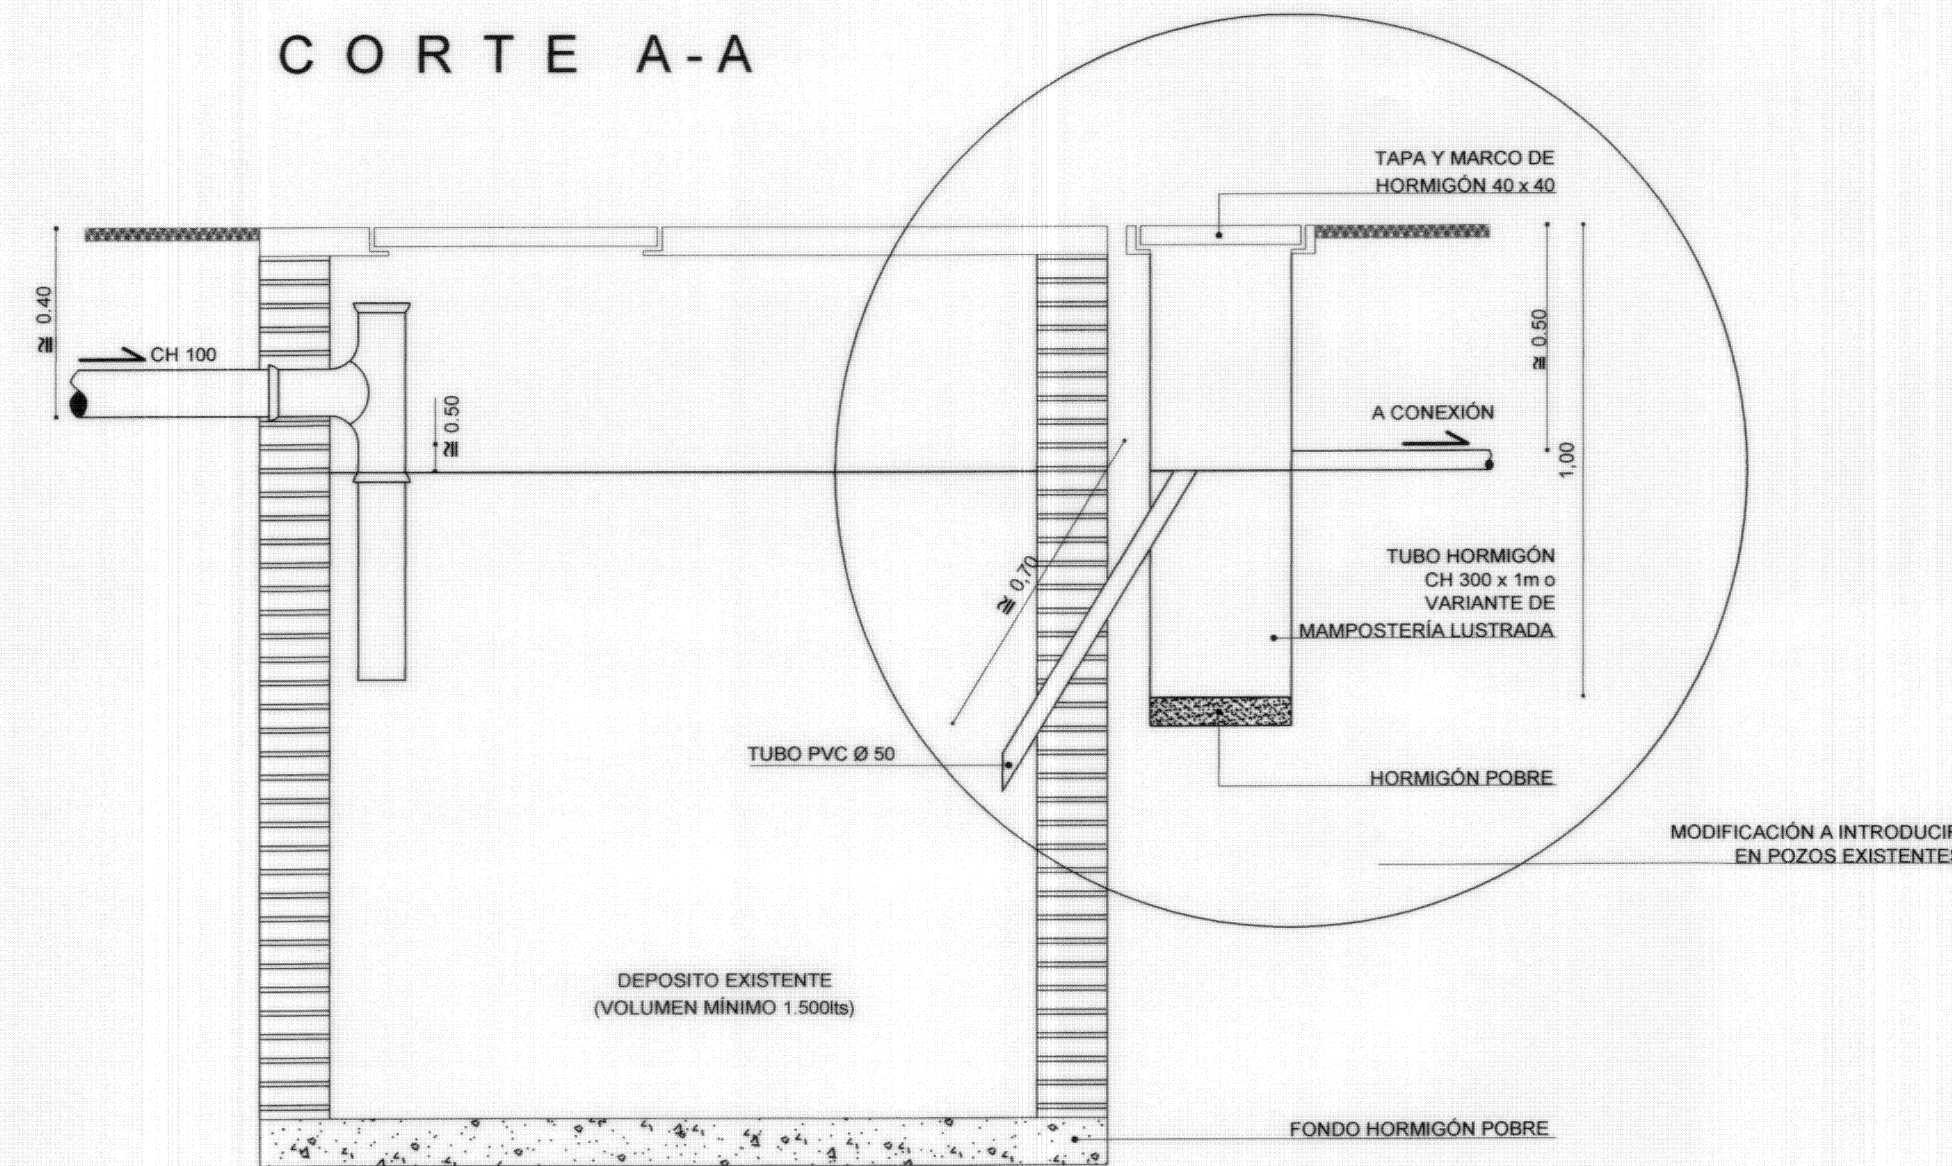 CORTE A-A
TAPA Y MARCO DE
HORMIGÓN 40 x 40
≥ 0.40
CH 100
≥ 0.50
≥ 0.50
A CONEXIÓN
1,00
≥ 0,70
TUBO HORMIGÓN
CH 300 x 1m o
VARIANTE DE
MAMPOSTERÍA LUSTRADA
TUBO PVC Ø 50
HORMIGÓN POBRE
MODIFICACIÓN A INTRODUCIR
EN POZOS EXISTENTES
DEPOSITO EXISTENTE
(VOLUMEN MÍNIMO 1.500lts)
FONDO HORMIGÓN POBRE